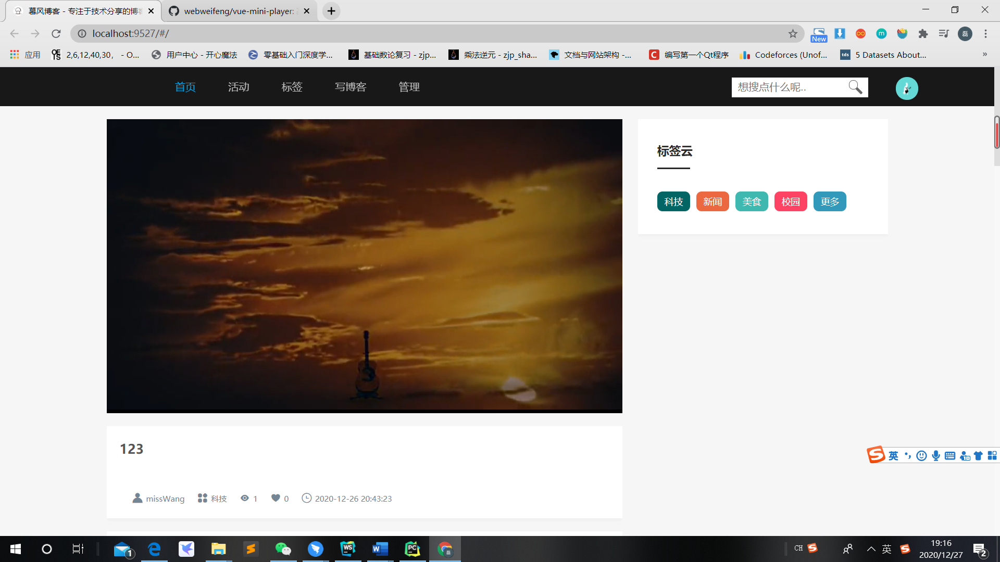 慕风博客 - 专注于技术分享的博客
webweifeng/vue-mini-player:
localhost:9527/#/
New
应用
2,6,12,40,30, - O...
用户中心 - 开心魔法
零基础入门深度学...
基础数论复习 - zjp...
乘法逆元 - zjp_sha...
文档与网站架构 -...
编写第一个Qt程序
Codeforces (Unof...
tds
5 Datasets About...
»
首页
活动
标签
写博客
管理
想搜点什么呢..
标签云
科技
新闻
美食
校园
更多
123
missWang
科技
1
0
2020-12-26 20:43:23
英
1
CH
英
19:16
2020/12/27
2